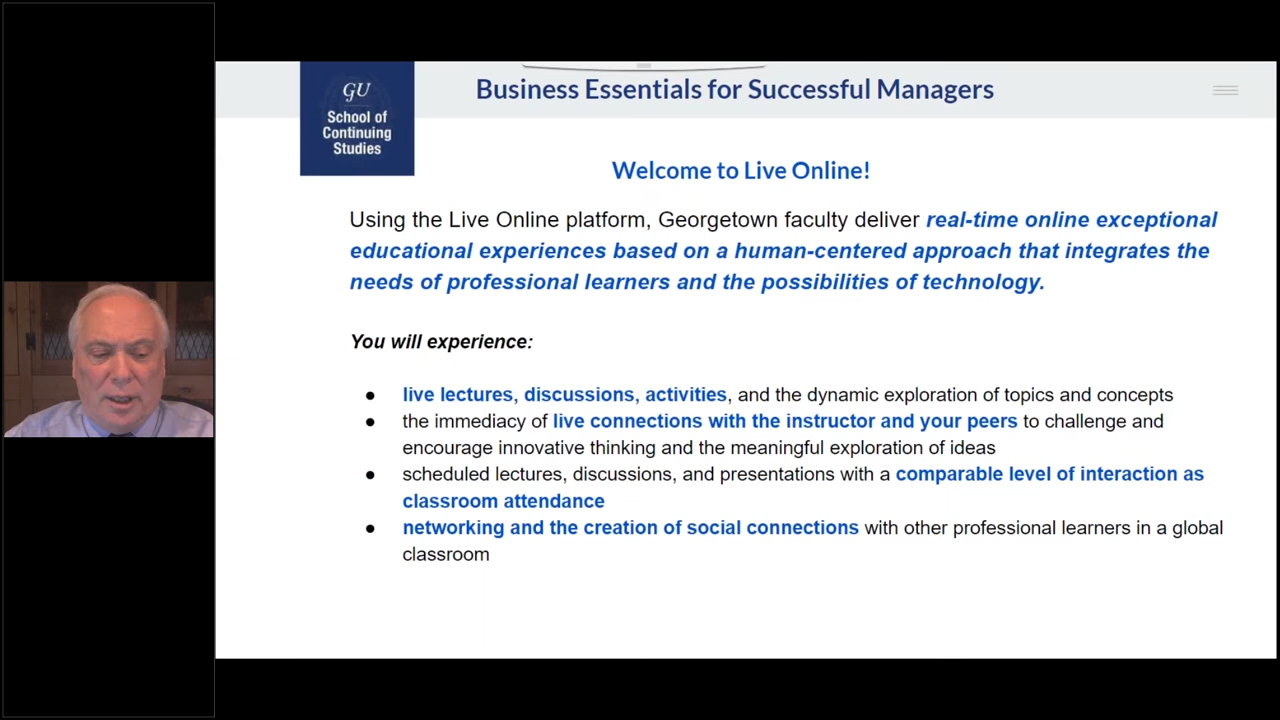 GU
School of
Continuing
Studies
Business Essentials for Successful Managers
Welcome to Live Online!
Using the Live Online platform, Georgetown faculty deliver real-time online exceptional
educational experiences based on a human-centered approach that integrates the
needs of professional learners and the possibilities of technology.
You will experience:
● live lectures, discussions, activities, and the dynamic exploration of topics and concepts
● the immediacy of live connections with the instructor and your peers to challenge and
encourage innovative thinking and the meaningful exploration of ideas
● scheduled lectures, discussions, and presentations with a comparable level of interaction as
classroom attendance
● networking and the creation of social connections with other professional learners in a global
classroom